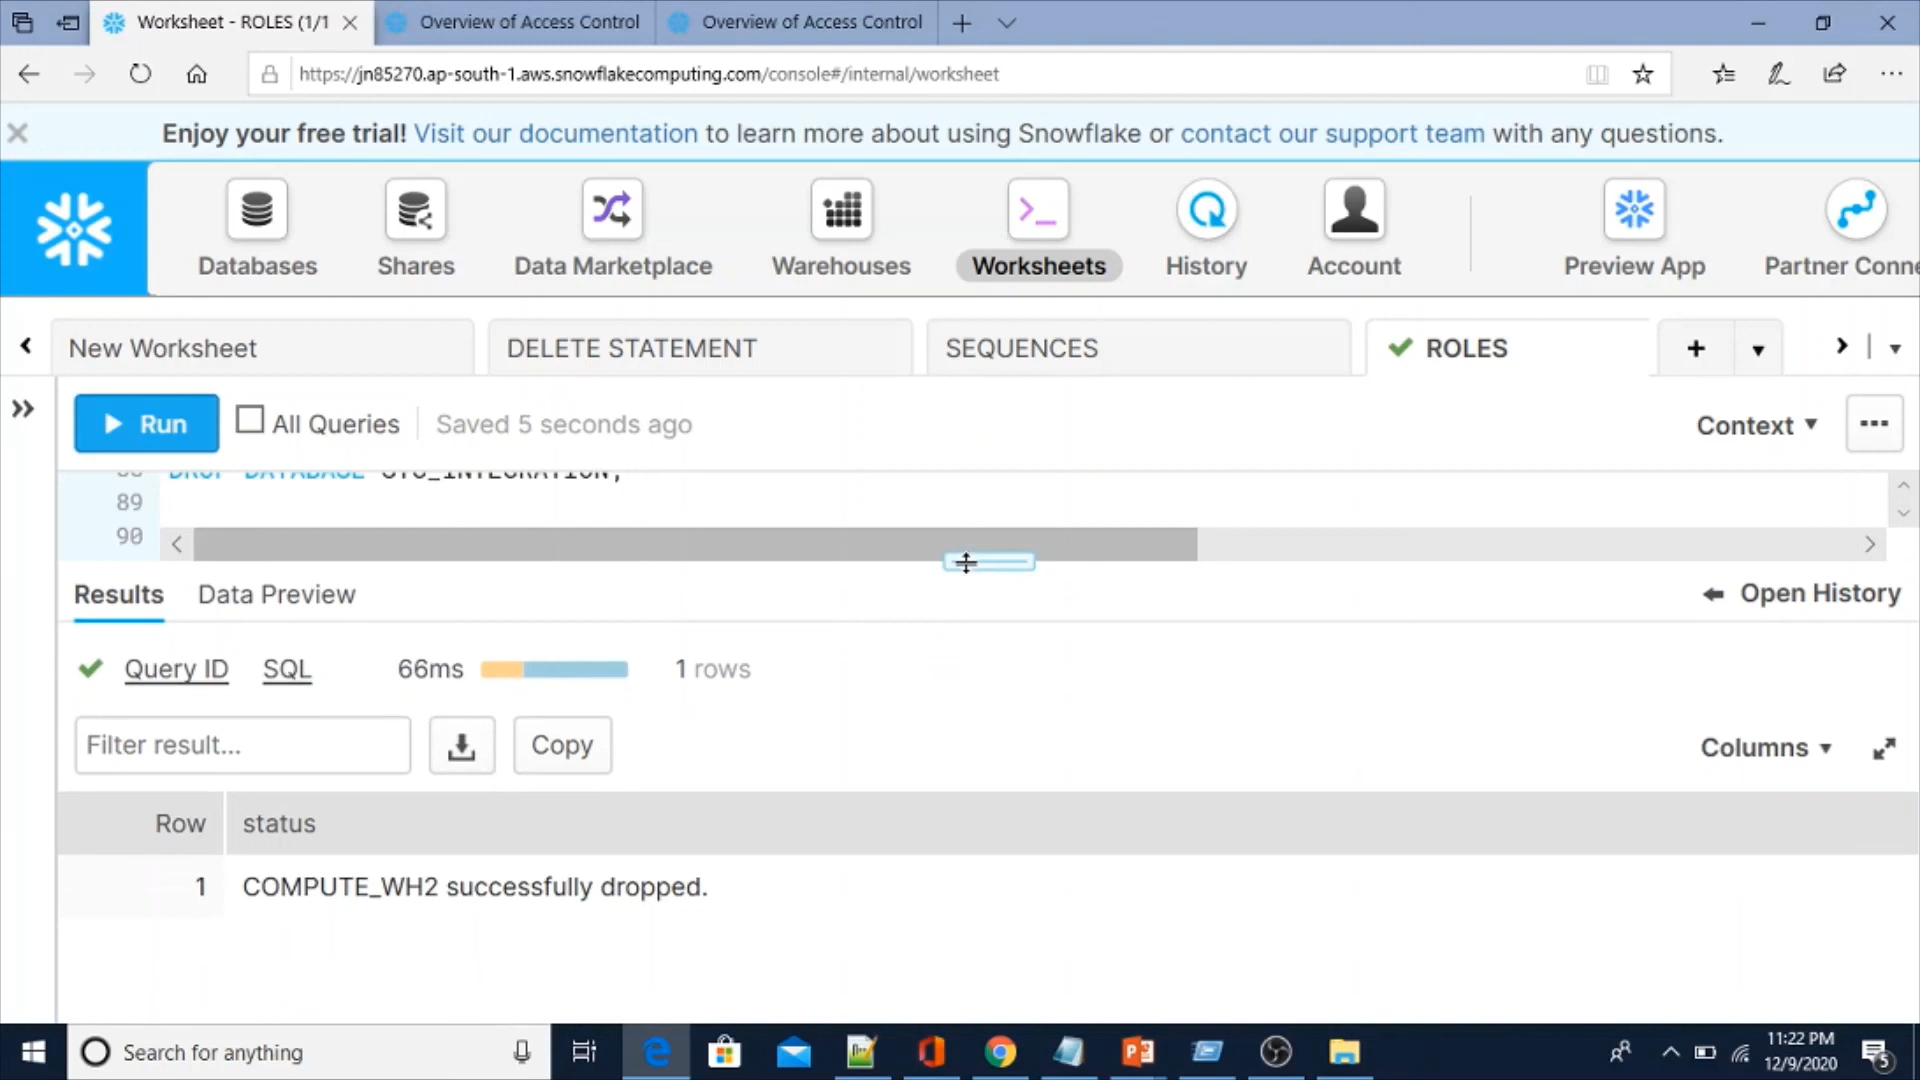 Worksheet - ROLES (1/1
Overview of Access Control
Overview of Access Control
https://jn85270.ap-south-1.aws.snowflakecomputing.com/console#/internal/worksheet
Enjoy your free trial! Visit our documentation to learn more about using Snowflake or contact our support team with any questions.
Databases
Shares
Data Marketplace
Warehouses
Worksheets
History
Account
Preview App
Partner Conne
New Worksheet
DELETE STATEMENT
SEQUENCES
ROLES
Run
All Queries
Saved 5 seconds ago
Context
DROP DATABASE
89
90
Results
Data Preview
Open History
Query ID
SQL
66ms
1 rows
Filter result...
Copy
Columns
Row
status
1
COMPUTE_WH2 successfully dropped.
Search for anything
11:22 PM
12/9/2020
5